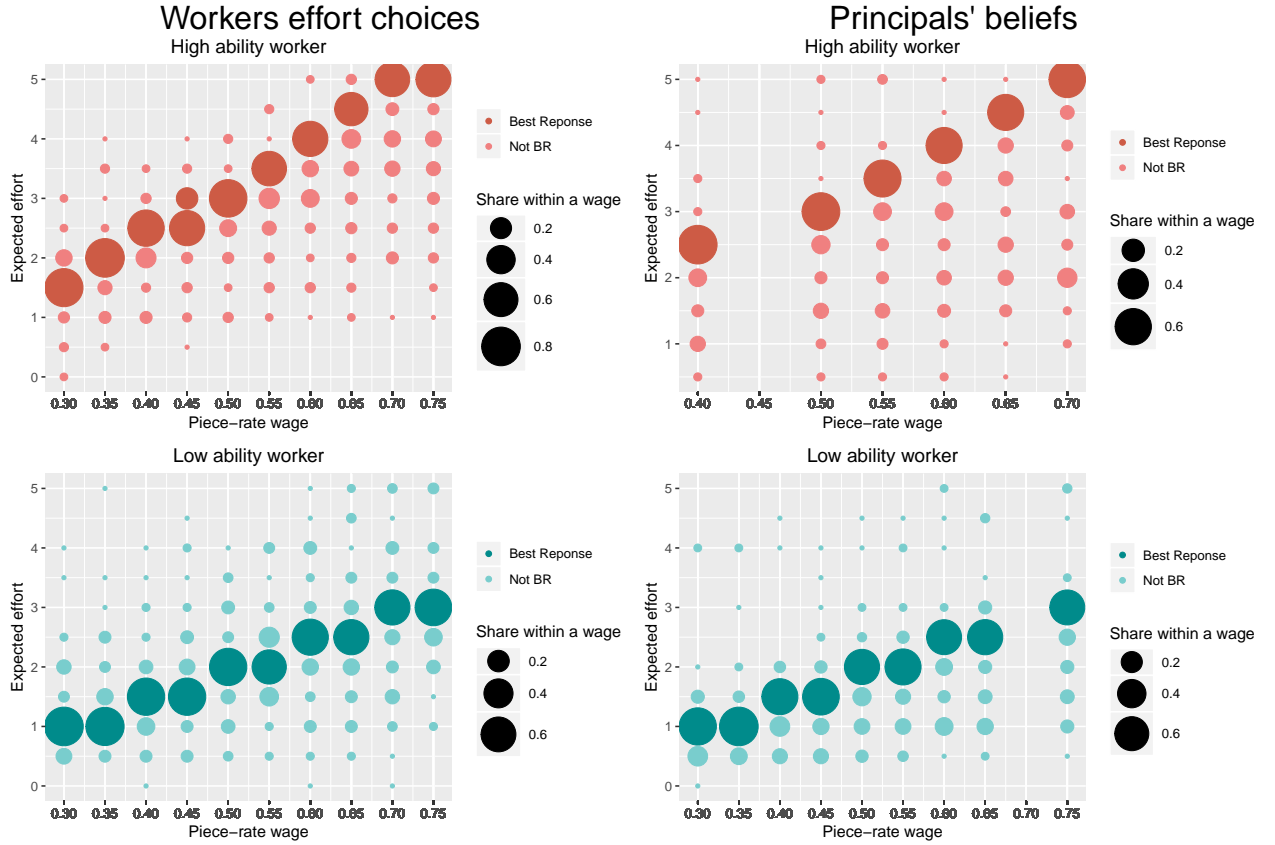 Workers effort choices
High ability worker
Expected effort
5
4
3
2
1
0
0.30 0.35 0.40 0.45 0.50 0.55 0.60 0.65 0.70 0.75
Piece−rate wage
Best Reponse
Not BR
Share within a wage
0.2
0.4
0.6
0.8
Principals' beliefs
High ability worker
Expected effort
5
4
3
2
1
0.40 0.45 0.50 0.55 0.60 0.65 0.70
Piece−rate wage
Best Reponse
Not BR
Share within a wage
0.2
0.4
0.6
Low ability worker
Expected effort
5
4
3
2
1
0
0.30 0.35 0.40 0.45 0.50 0.55 0.60 0.65 0.70 0.75
Piece−rate wage
Best Reponse
Not BR
Share within a wage
0.2
0.4
0.6
Low ability worker
Expected effort
5
4
3
2
1
0
0.30 0.35 0.40 0.45 0.50 0.55 0.60 0.65 0.70 0.75
Piece−rate wage
Best Reponse
Not BR
Share within a wage
0.2
0.4
0.6